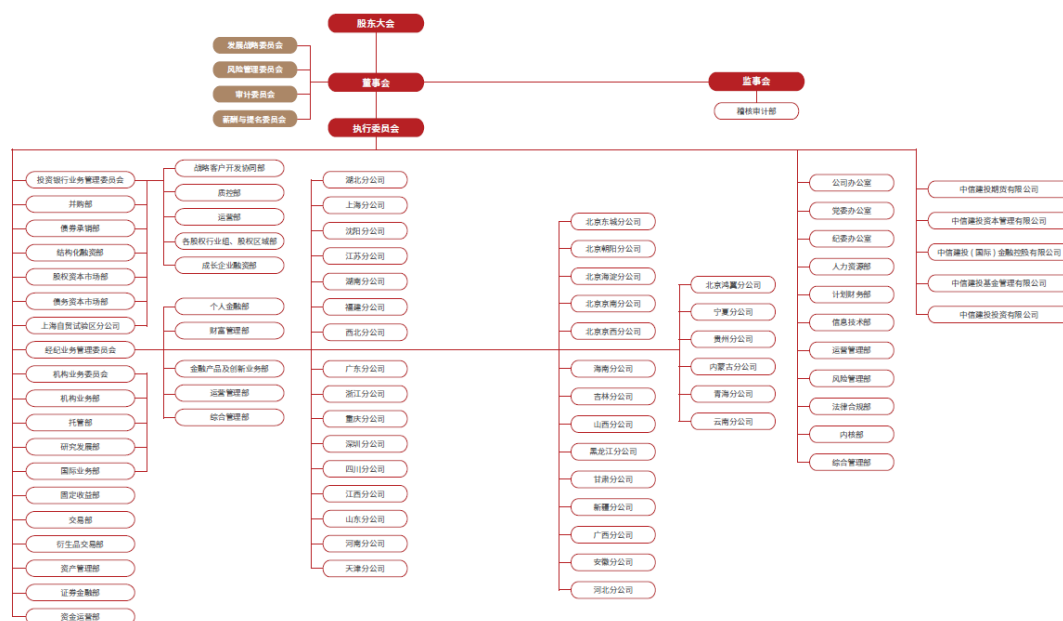 股东大会
发展战略委员会
风险管理委员会
审计委员会
薪酬与提名委员会
董事会
监事会
稽核审计部
执行委员会
投资银行业务管理委员会
并购部
债券承销部
结构化融资部
股权资本市场部
债务资本市场部
上海自贸试验区分公司
经纪业务管理委员会
机构业务委员会
机构业务部
托管部
研究发展部
国际业务部
固定收益部
交易部
衍生品交易部
资产管理部
证券金融部
资金运营部
战略客户开发协同部
质控部
运营部
各股权行业组、股权区域部
成长企业融资部
个人金融部
财富管理部
金融产品及创新业务部
运营管理部
综合管理部
湖北分公司
上海分公司
沈阳分公司
江苏分公司
湖南分公司
福建分公司
西北分公司
广东分公司
浙江分公司
重庆分公司
深圳分公司
四川分公司
江西分公司
山东分公司
河南分公司
天津分公司
北京东城分公司
北京朝阳分公司
北京海淀分公司
北京京南分公司
北京京西分公司
海南分公司
吉林分公司
山西分公司
黑龙江分公司
甘肃分公司
新疆分公司
广西分公司
安徽分公司
河北分公司
北京鸿翼分公司
宁夏分公司
贵州分公司
内蒙古分公司
青海分公司
云南分公司
公司办公室
党委办公室
纪委办公室
人力资源部
计划财务部
信息技术部
运营管理部
风险管理部
法律合规部
内核部
综合管理部
中信建投期货有限公司
中信建投资本管理有限公司
中信建投(国际)金融控股有限公司
中信建投基金管理有限公司
中信建投投资有限公司